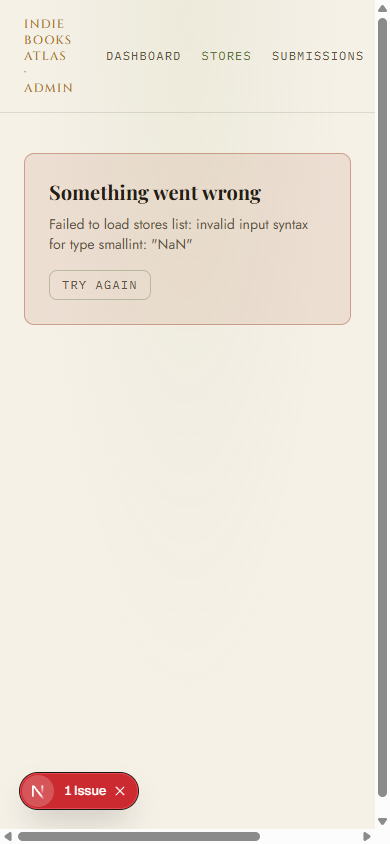 INDIE
BOOKS
ATLAS
·
ADMIN
DASHBOARD STORES SUBMISSIONS
Something went wrong
Failed to load stores list: invalid input syntax
for type smallint: "NaN"
TRY AGAIN
N 1 Issue ×